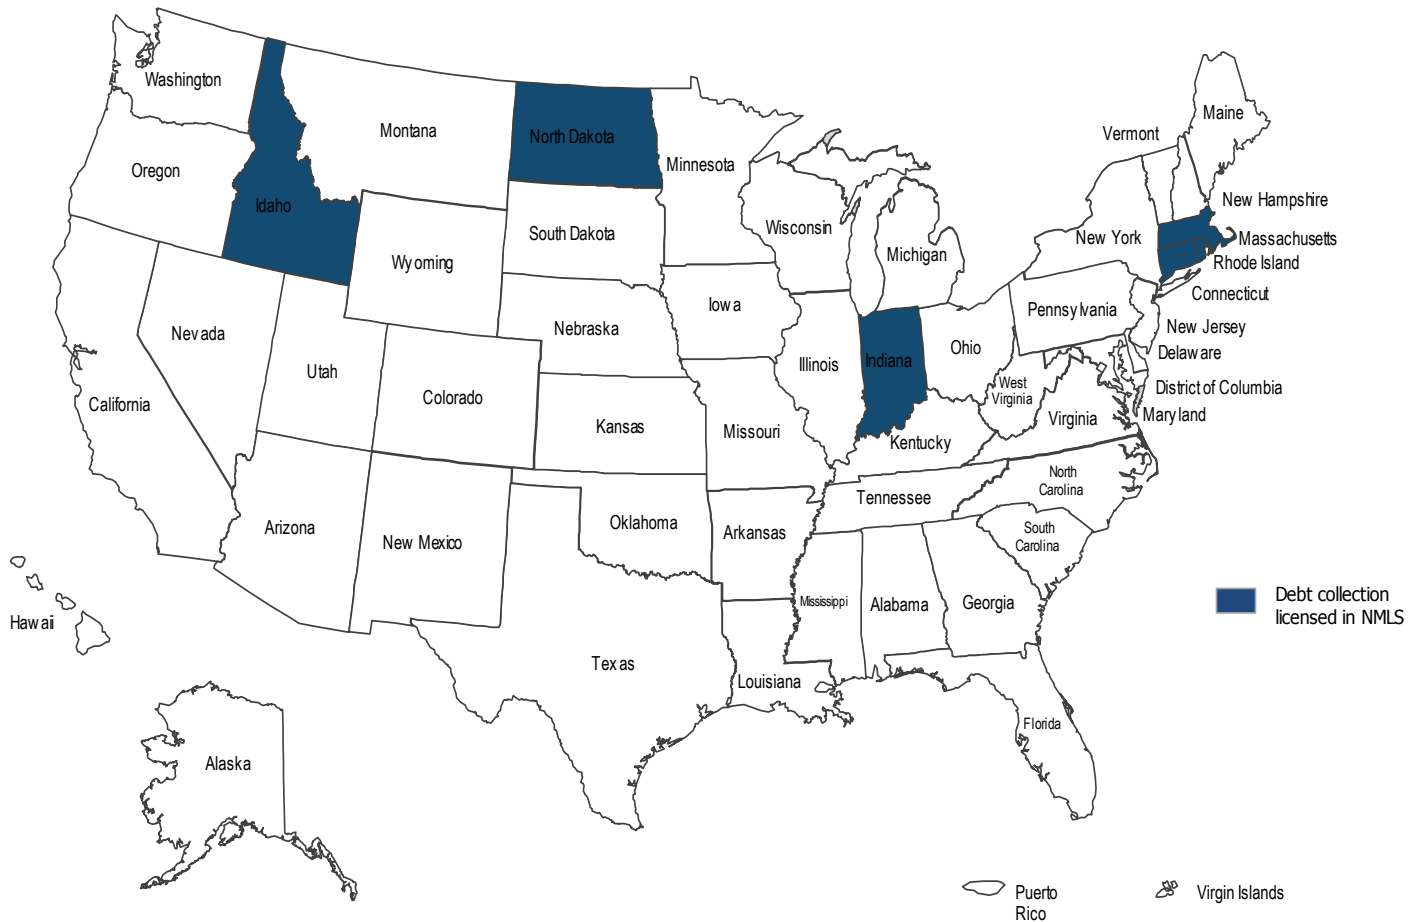 Washington
Montana
North Dakota
Minnesota
Maine
Vermont
Oregon
Idaho
Wyoming
South Dakota
Wisconsin
Michigan
New York
New Hampshire
Massachusetts
Rhode Island
Connecticut
Nevada
Utah
Colorado
Nebraska
Iowa
Illinois
Indiana
Ohio
Pennsylvania
New Jersey
Delaware
District of Columbia
Maryland
West
Virginia
Virginia
California
Kansas
Missouri
Kentucky
Arizona
New Mexico
Oklahoma
Arkansas
Tennessee
North
Carolina
South
Carolina
Mississippi
Alabama
Georgia
Hawaii
Texas
Louisiana
Florida
Alaska
Debt collection
licensed in NMLS
Puerto
Rico
Virgin Islands